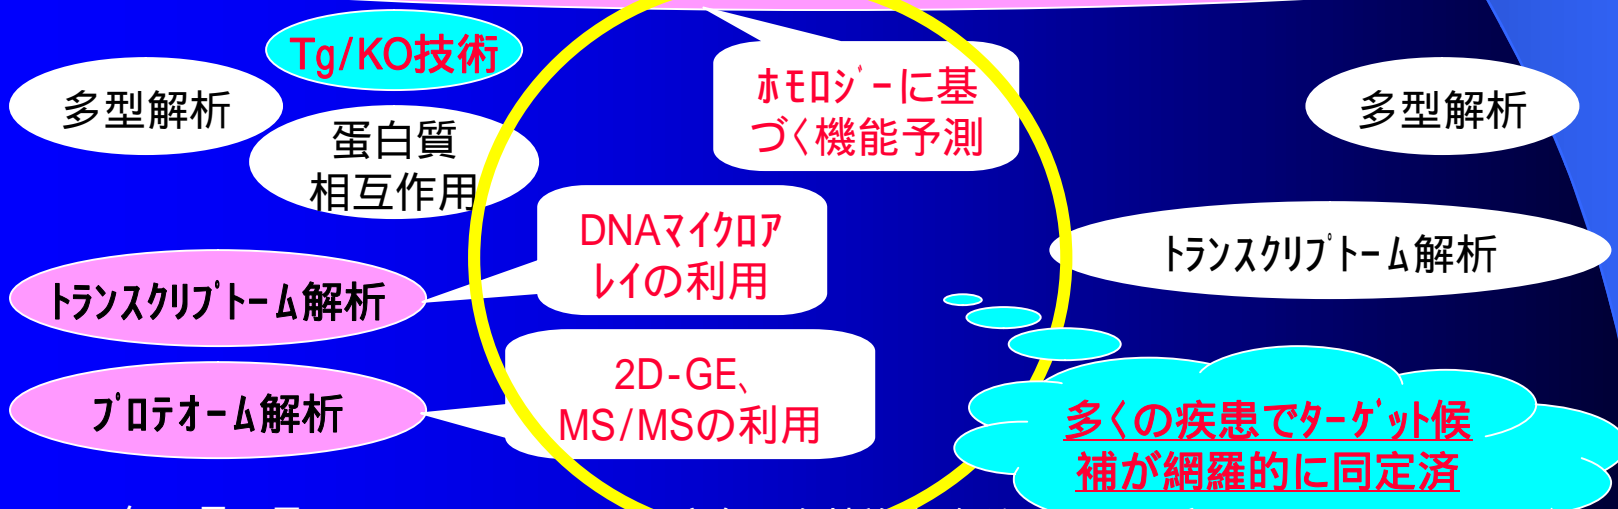 Tg/KO技術
多型解析
蛋白質
相互作用
ﾎﾓﾛｼﾞｰに基
づく機能予測
多型解析
DNAﾏｲｸﾛｱ
ﾚｲの利用
ﾄﾗﾝｽｸﾘﾌﾟﾄｰﾑ解析
ﾄﾗﾝｽｸﾘﾌﾟﾄｰﾑ解析
2D-GE、
MS/MSの利用
ﾌﾟﾛﾃｵｰﾑ解析
多くの疾患でﾀｰｹﾞｯﾄ候
補が網羅的に同定済